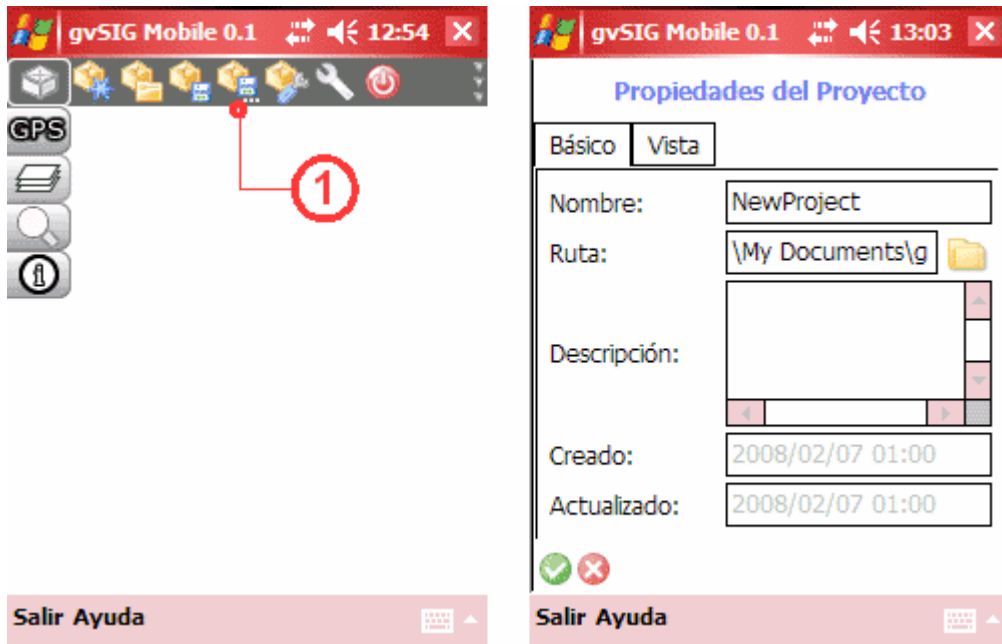 gvSIG Mobile 0.1 12:54
GPS
1
Salir Ayuda
gvSIG Mobile 0.1 13:03
Propiedades del Proyecto
Básico Vista
Nombre: NewProject
Ruta: \My Documents\g
Descripción:
Creado: 2008/02/07 01:00
Actualizado: 2008/02/07 01:00
Salir Ayuda